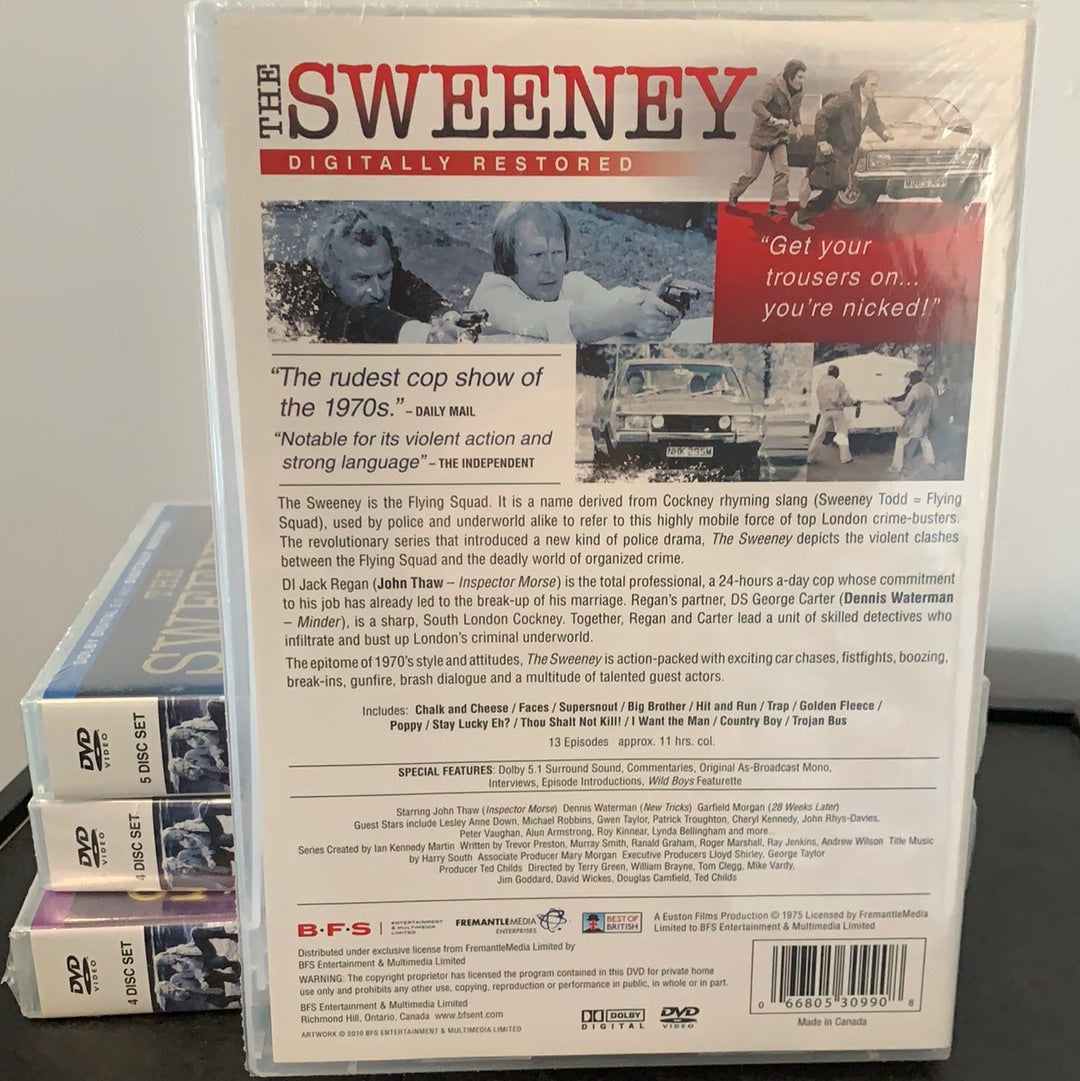 THE SWEENEY
DIGITALLY RESTORED
“Get your
trousers on...
you're nicked!”
“The rudest cop show of
the 1970s.” – DAILY MAIL
“Notable for its violent action and
strong language” – THE INDEPENDENT
NHK 295M
The Sweeney is the Flying Squad. It is a name derived from Cockney rhyming slang (Sweeney Todd = Flying
Squad), used by police and underworld alike to refer to this highly mobile force of top London crime-busters.
The revolutionary series that introduced a new kind of police drama, The Sweeney depicts the violent clashes
between the Flying Squad and the deadly world of organized crime.
DI Jack Regan (John Thaw – Inspector Morse) is the total professional, a 24-hours a-day cop whose commitment
to his job has already led to the break-up of his marriage. Regan's partner, DS George Carter (Dennis Waterman
– Minder), is a sharp, South London Cockney. Together, Regan and Carter lead a unit of skilled detectives who
infiltrate and bust up London's criminal underworld.
The epitome of 1970's style and attitudes, The Sweeney is action-packed with exciting car chases, fistfights, boozing,
break-ins, gunfire, brash dialogue and a multitude of talented guest actors.
Includes: Chalk and Cheese / Faces / Supersnout / Big Brother / Hit and Run / Trap / Golden Fleece /
Poppy / Stay Lucky Eh? / Thou Shalt Not Kill! / I Want the Man / Country Boy / Trojan Bus
13 Episodes approx. 11 hrs. col.
SPECIAL FEATURES: Dolby 5.1 Surround Sound, Commentaries, Original As-Broadcast Mono,
Interviews, Episode Introductions, Wild Boys Featurette
Starring John Thaw (Inspector Morse) Dennis Waterman (New Tricks) Garfield Morgan (28 Weeks Later)
Guest Stars include Lesley Anne Down, Michael Robbins, Gwen Taylor, Patrick Troughton, Cheryl Kennedy, John Rhys-Davies,
Peter Vaughan, Alun Armstrong, Roy Kinnear, Lynda Bellingham and more...
Series Created by Ian Kennedy Martin Written by Trevor Preston, Murray Smith, Ranald Graham, Roger Marshall, Ray Jenkins, Andrew Wilson Title Music
by Harry South Associate Producer Mary Morgan Executive Producers Lloyd Shirley, George Taylor
Producer Ted Childs Directed by Terry Green, William Brayne, Tom Clegg, Mike Vardy,
Jim Goddard, David Wickes, Douglas Camfield, Ted Childs
B·F·S ENTERTAINMENT & MULTIMEDIA LIMITED
FREMANTLEMEDIA ENTERPRISES
BEST OF BRITISH
A Euston Films Production © 1975 Licensed by FremantleMedia
Limited to BFS Entertainment & Multimedia Limited
Distributed under exclusive license from FremantleMedia Limited by
BFS Entertainment & Multimedia Limited
WARNING: The copyright proprietor has licensed the program contained in this DVD for private home
use only and prohibits any other use, copying, reproduction or performance in public, in whole or in part.
BFS Entertainment & Multimedia Limited
Richmond Hill, Ontario, Canada www.bfsent.com
ARTWORK © 2010 BFS ENTERTAINMENT & MULTIMEDIA LIMITED
DOLBY DIGITAL
DVD VIDEO
0 66805 30990 8
Made in Canada
THE SWEENE
DOLBY DIGITAL 5.1
DVD VIDEO
5 DISC SET
DVD VIDEO
4 DISC SET
DVD VIDEO
4 DISC SET